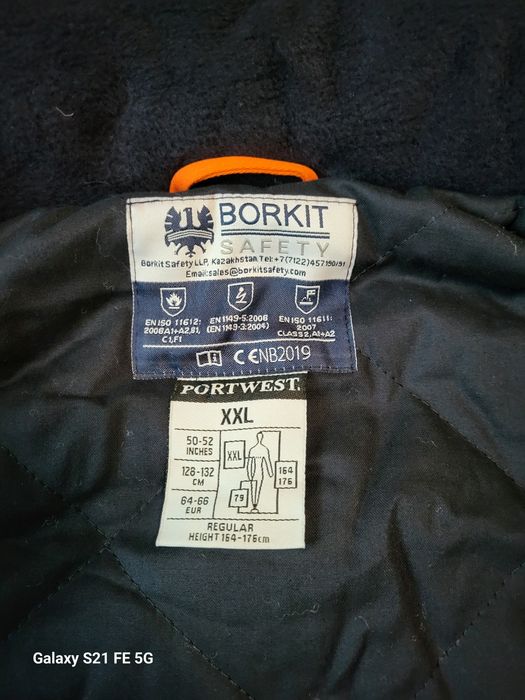 BORKIT
SAFETY
Borkit Safety LLP, Kazakhstan Tel:+7(7122)457190/91
Email:sales@borkitsafety.com
EN ISO 11612: EN1149-5:2008 EN ISO 11611:
2008A1+A2,B1, (EN1149-3:2004) 2007
C1,F1 CLASS2,A1+A2
i CE NB2019
PORTWEST.
XXL
50-52
INCHES
128-132
CM
64-66
EUR
XXL
164
176
79
REGULAR
HEIGHT 164-176cm
Galaxy S21 FE 5G